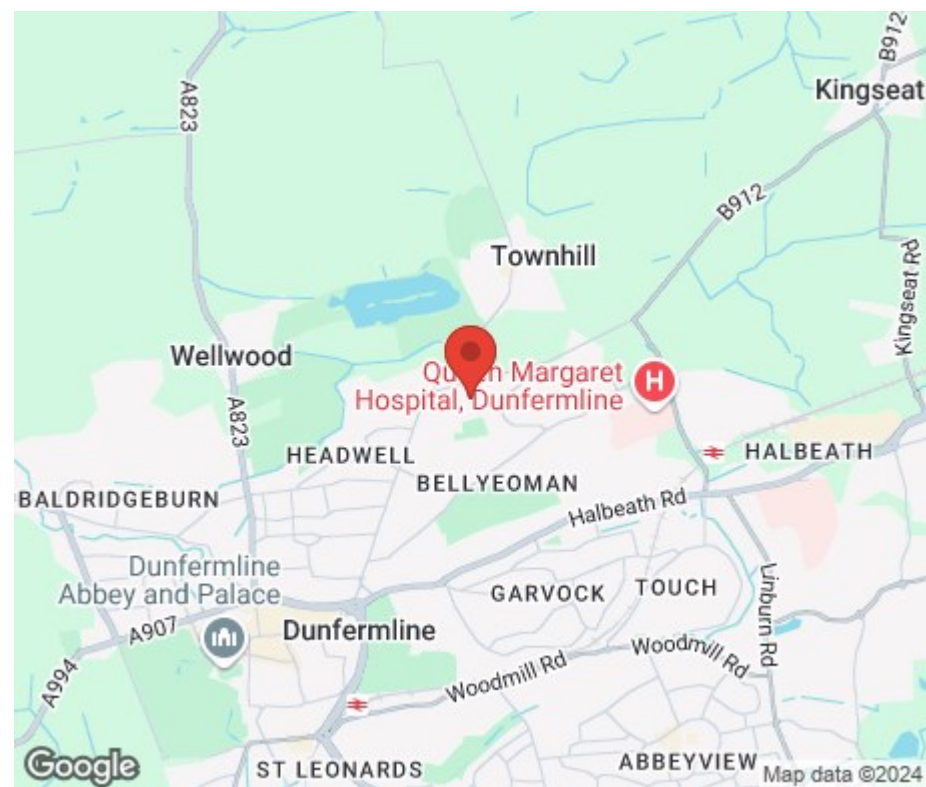 B912
Kingseat
A823
B912
Townhill
Kingseat Rd
Wellwood
Queen Margaret
Hospital, Dunfermline
H
A823
HEADWELL
HALBEATH
BELLYEOMAN
BALDRIDGEBURN
Halbeath Rd
Dunfermline
Abbey and Palace
GARVOCK
TOUCH
Linburn Rd
A907
Dunfermline
Woodmill Rd
Woodmill Rd
A994
ST LEONARDS
ABBEYVIEW
Google
Map data ©2024